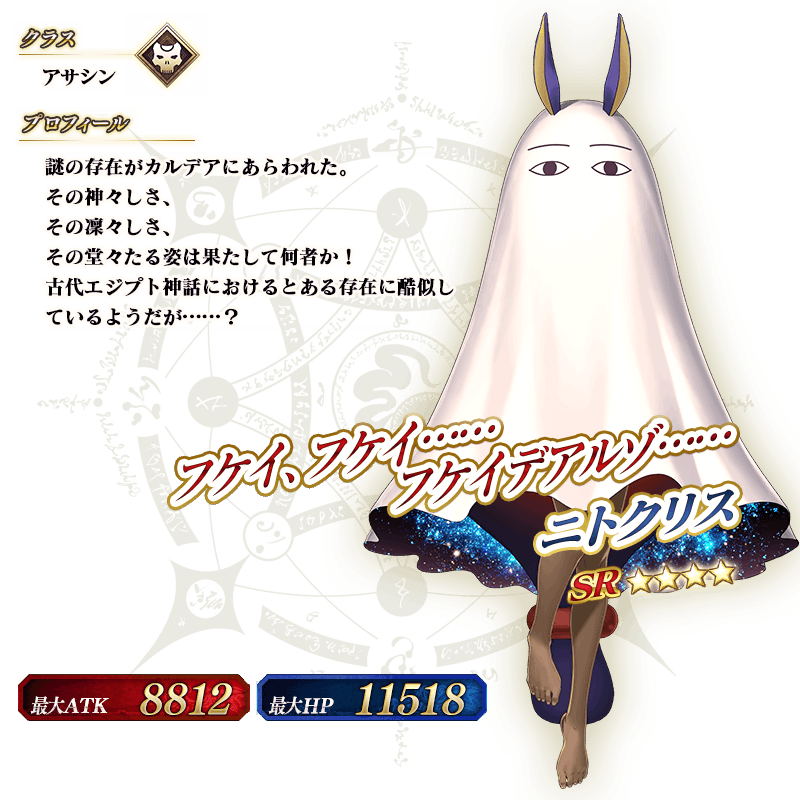 クラス
アサシン
プロフィール
謎の存在がカルデアにあらわれた。
その神々しさ、
その凜々しさ、
その堂々たる姿は果たして何者か！
古代エジプト神話におけるとある存在に酷似し
ているようだが……？
フケイ、フケイ……
フケイデアルゾ……
ニトクリス
SR
最大ATK 8812
最大HP 11518